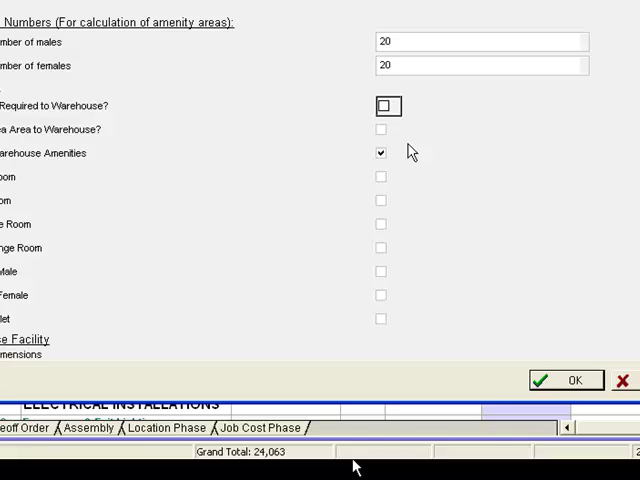 Numbers (For calculation of amenity areas):
mber of males 20
mber of females 20
Required to Warehouse?
ea Area to Warehouse?
arehouse Amenities
oom
om
e Room
nge Room
Male
Female
let
se Facility
mensions
OK
ELECTRICAL INSTALLATIONS
eoff Order Assembly Location Phase Job Cost Phase
Grand Total: 24,063